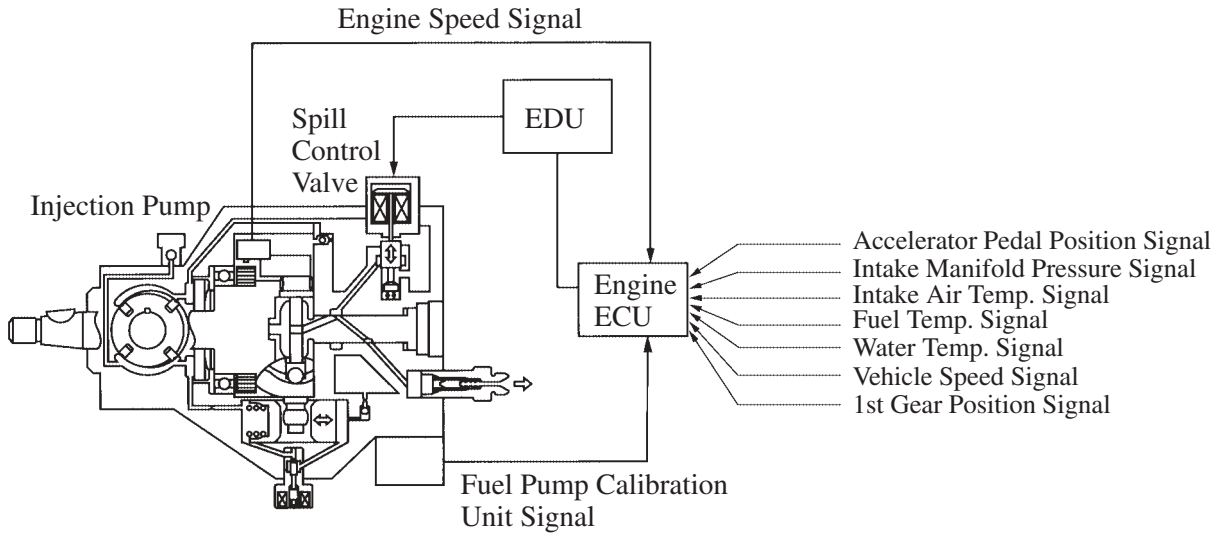 Engine Speed Signal
EDU
Spill
Control
Valve
Injection Pump
Engine
ECU
Accelerator Pedal Position Signal
Intake Manifold Pressure Signal
Intake Air Temp. Signal
Fuel Temp. Signal
Water Temp. Signal
Vehicle Speed Signal
1st Gear Position Signal
Fuel Pump Calibration
Unit Signal